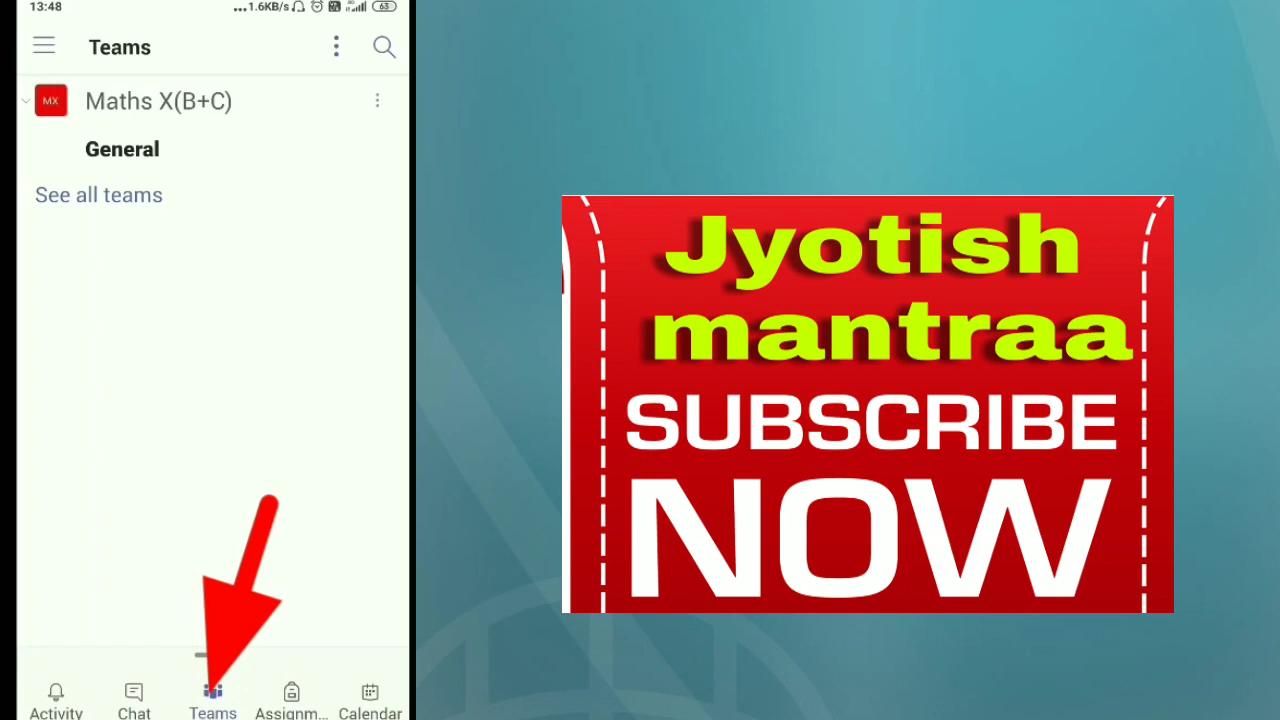 13:48
...1.6KB/s
63
Teams
MX
Maths X(B+C)
General
See all teams
Activity
Chat
Teams
Assignm...
Calendar
Jyotish
mantraa
SUBSCRIBE
NOW